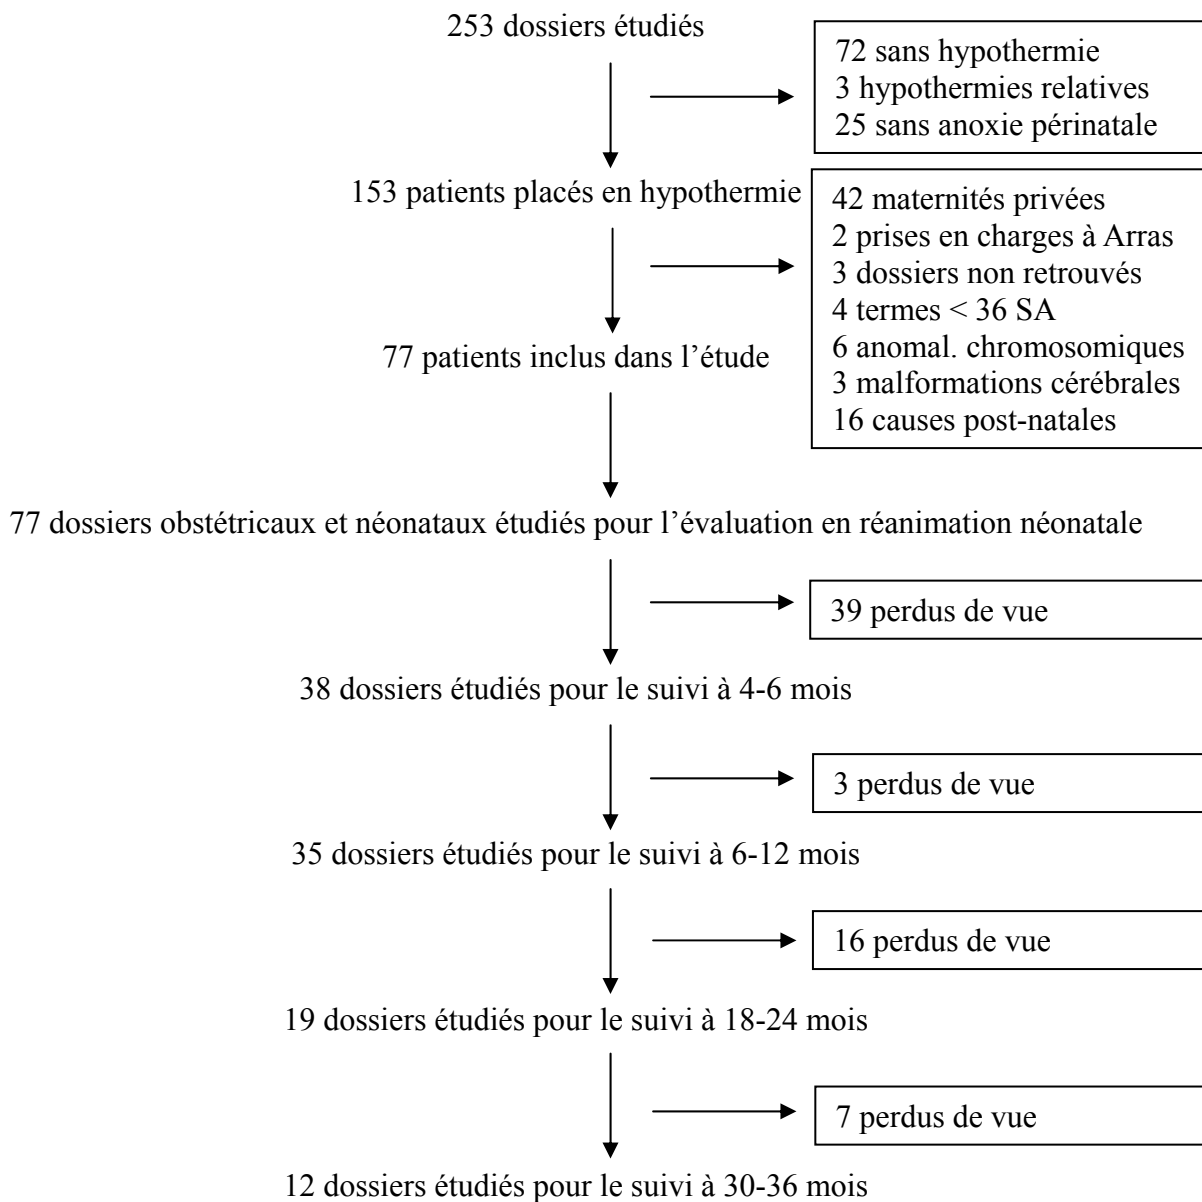 253 dossiers étudiés
72 sans hypothermie
3 hypothermies relatives
25 sans anoxie périnatale
153 patients placés en hypothermie
42 maternités privées
2 prises en charges à Arras
3 dossiers non retrouvés
4 termes < 36 SA
6 anomal. chromosomiques
3 malformations cérébrales
16 causes post-natales
77 patients inclus dans l’étude
77 dossiers obstétricaux et néonataux étudiés pour l’évaluation en réanimation néonatale
39 perdus de vue
38 dossiers étudiés pour le suivi à 4-6 mois
3 perdus de vue
35 dossiers étudiés pour le suivi à 6-12 mois
16 perdus de vue
19 dossiers étudiés pour le suivi à 18-24 mois
7 perdus de vue
12 dossiers étudiés pour le suivi à 30-36 mois